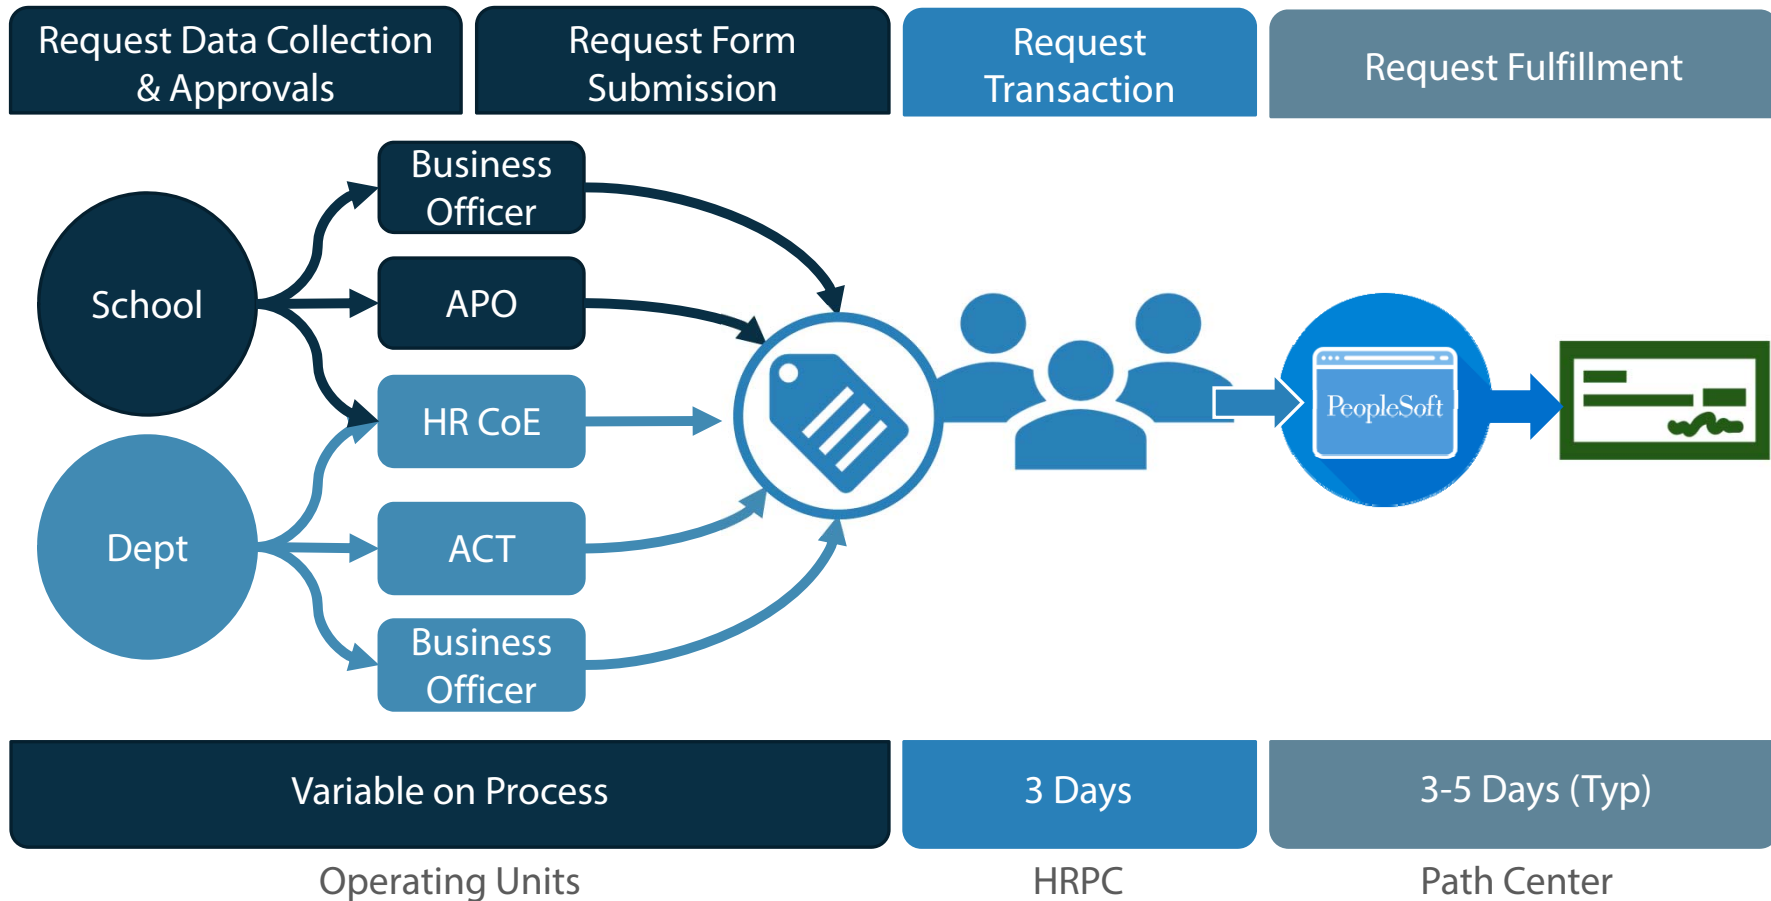 Request Data Collection
& Approvals
Request Form
Submission
Request
Transaction
Request Fulfillment
School
Dept
Business
Officer
APO
HR CoE
ACT
Business
Officer
PeopleSoft
Variable on Process
3 Days
3-5 Days (Typ)
Operating Units
HRPC
Path Center